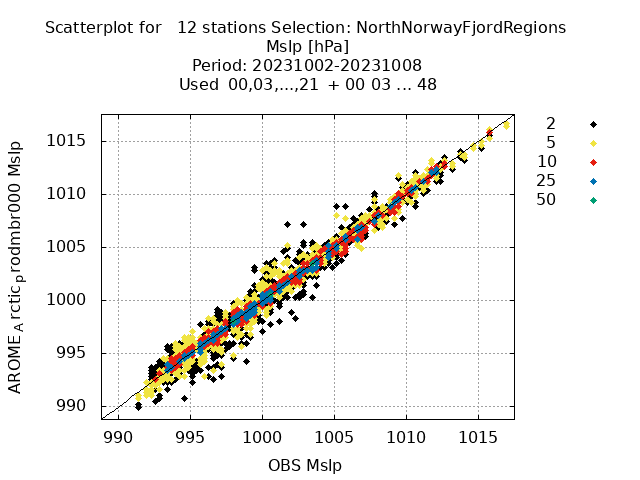 Scatterplot for   12 stations Selection: NorthNorwayFjordRegions
Mslp [hPa]
Period: 20231002-20231008
Used  00,03,...,21  + 00 03 ... 48
2
5
10
25
50
AROME_Arctic_prodmbr000 Mslp
1015
1010
1005
1000
995
990
990 995 1000 1005 1010 1015
OBS Mslp